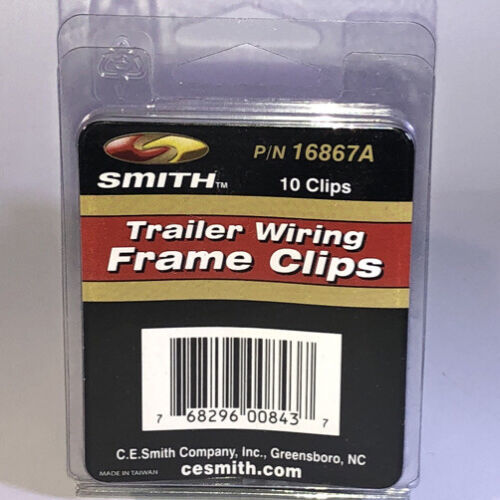 P/N 16867A
SMITH™
10 Clips
Trailer Wiring
Frame Clips
7 68296 00843 7
C.E.Smith Company, Inc., Greensboro, NC
MADE IN TAIWAN
cesmith.com